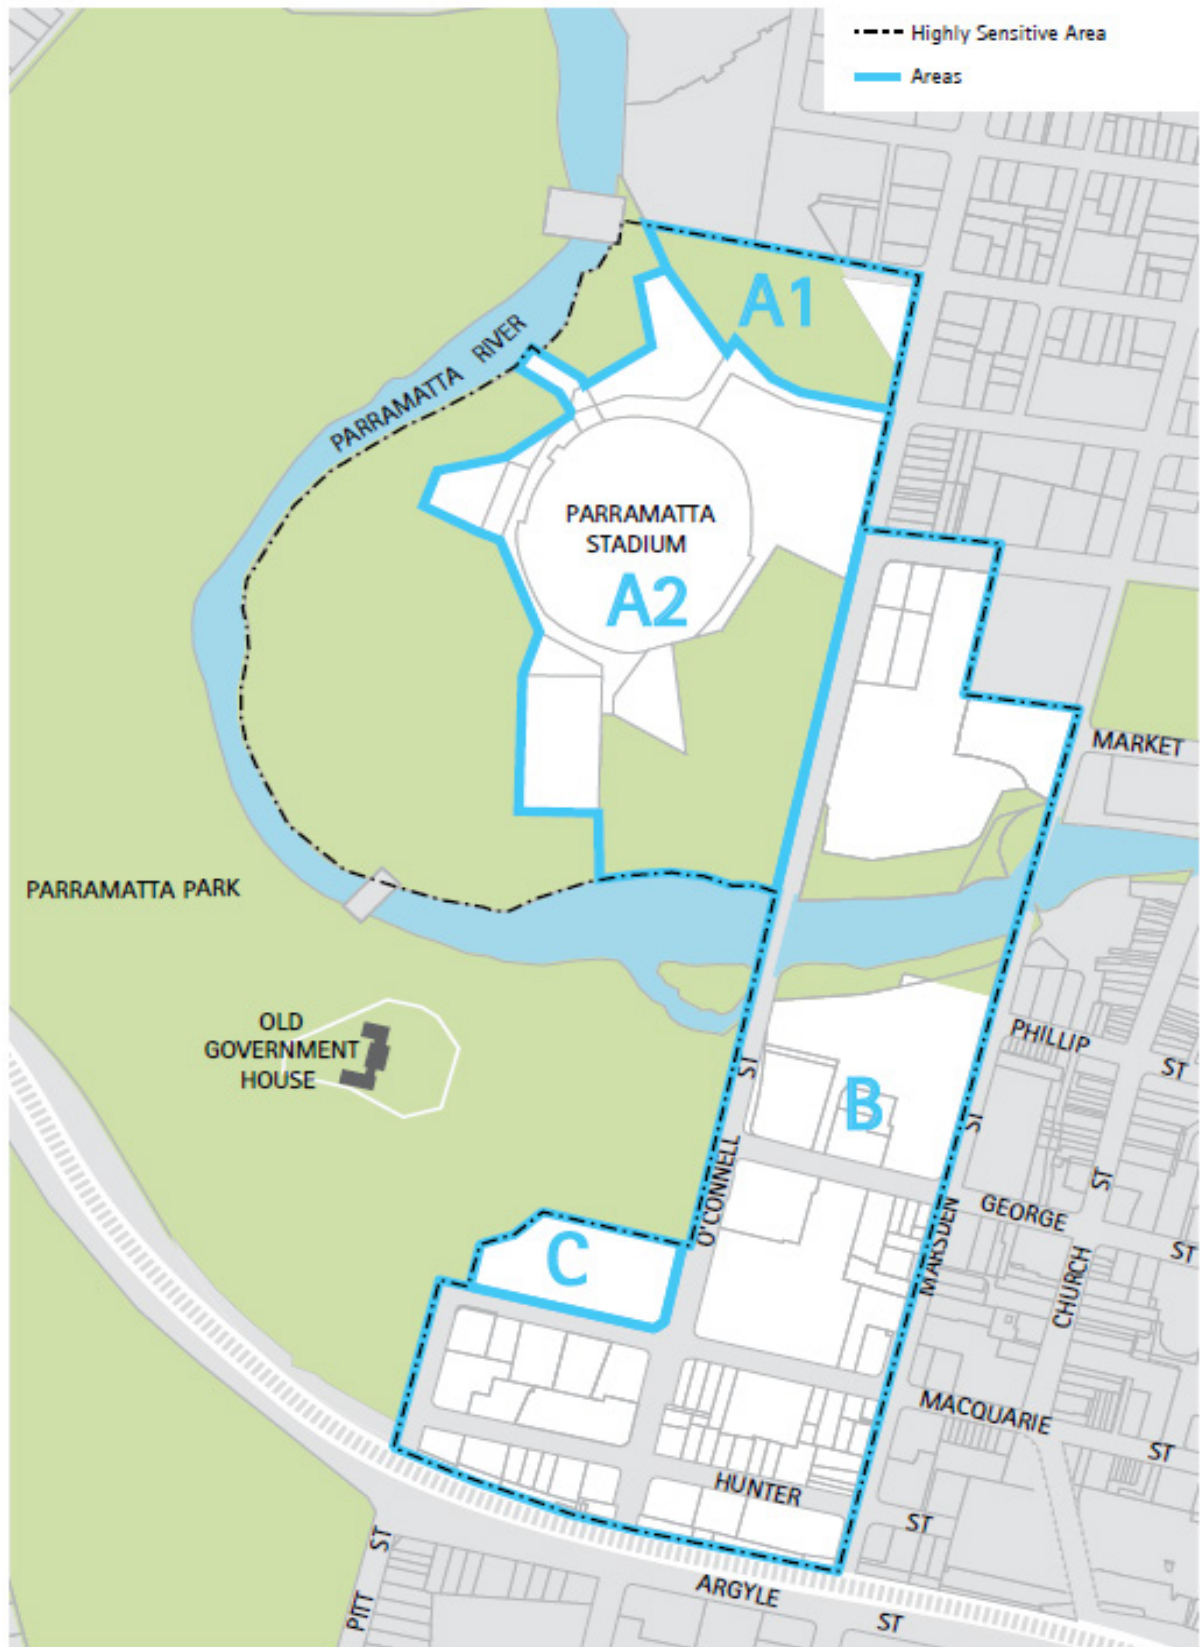 Highly Sensitive Area
Areas
A1
PARRAMATTA RIVER
PARRAMATTA
STADIUM
A2
MARKET
PARRAMATTA PARK
OLD
GOVERNMENT
HOUSE
PHILLIP
ST
ST
B
ST
ST
O'CONNELL
GEORGE
ST
MARSDEN
CHURCH
C
MACQUARIE
ST
HUNTER
ST
ST
PITT
ARGYLE
ST